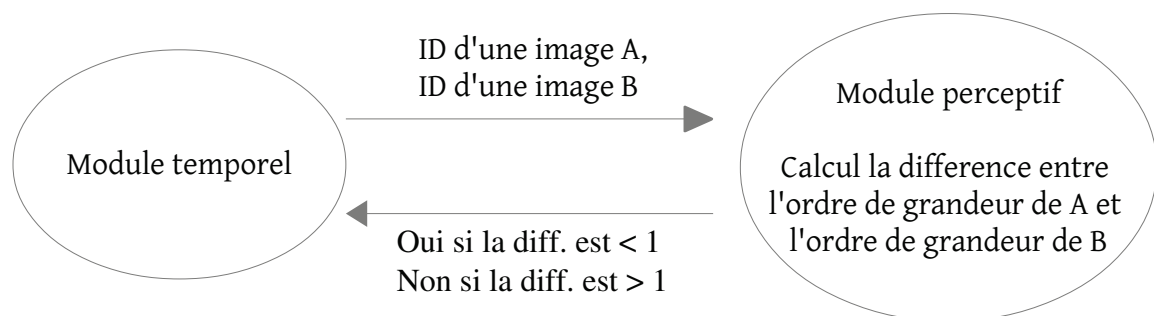 ID d'une image A,
ID d'une image B
Module temporel
Module perceptif
Calcul la difference entre
l'ordre de grandeur de A et
l'ordre de grandeur de B
Oui si la diff. est < 1
Non si la diff. est > 1